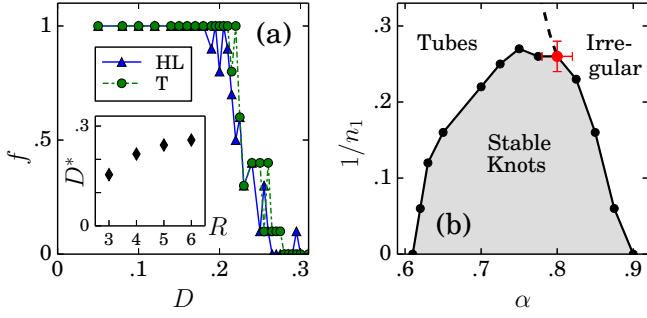 1
.5
0
f
0
.1
.2
.3
D
(a)
HL
T
.3
0
D*
3
4
5
6
R
.3
.2
.1
0
1/n₁
.6
.7
.8
.9
α
Tubes
Irre-
gular
Stable
Knots
(b)